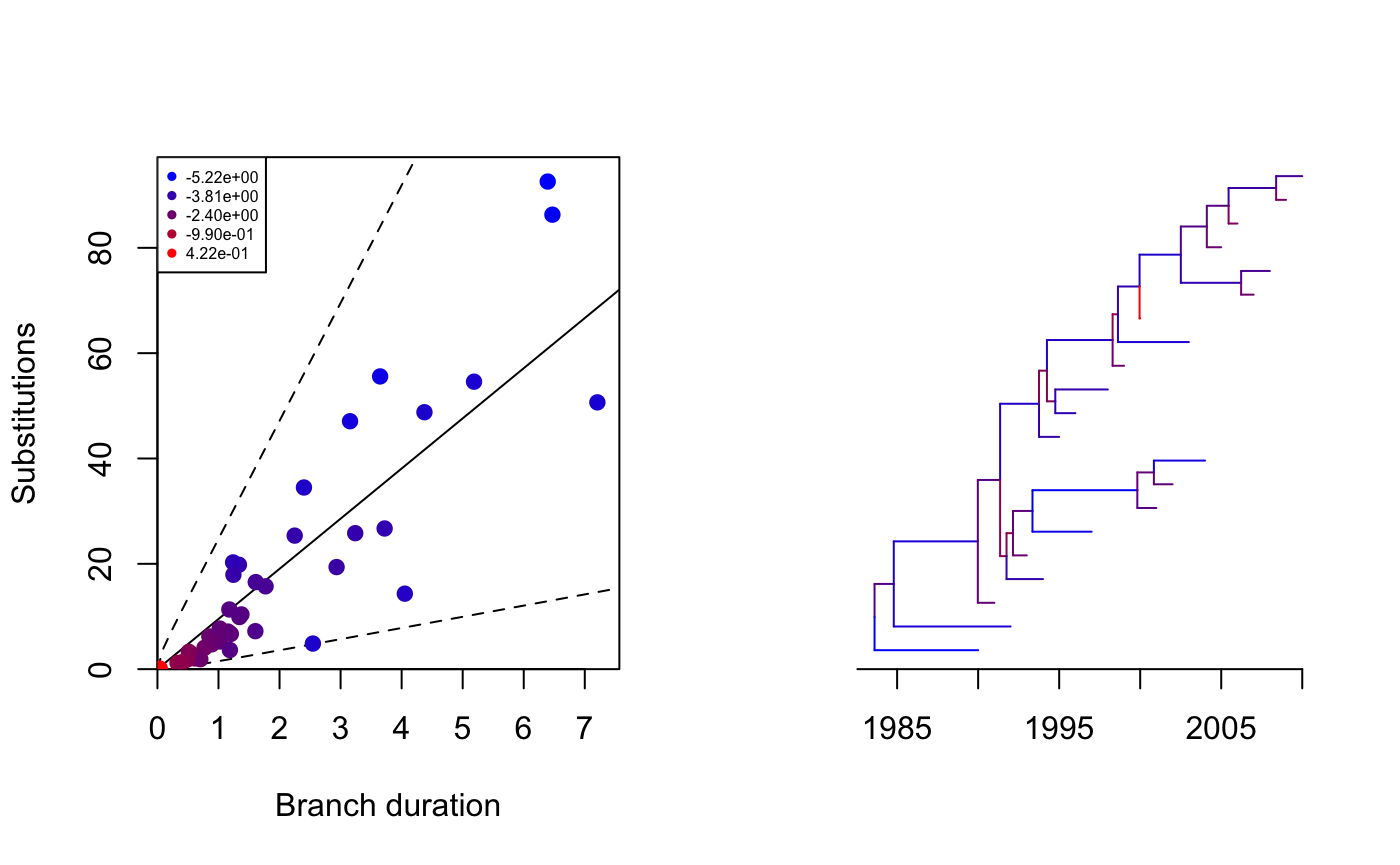 -5.22e+00
-3.81e+00
-2.40e+00
-9.90e-01
4.22e-01
Substitutions
80
60
40
20
0
0 1 2 3 4 5 6 7
Branch duration
1985 1995 2005